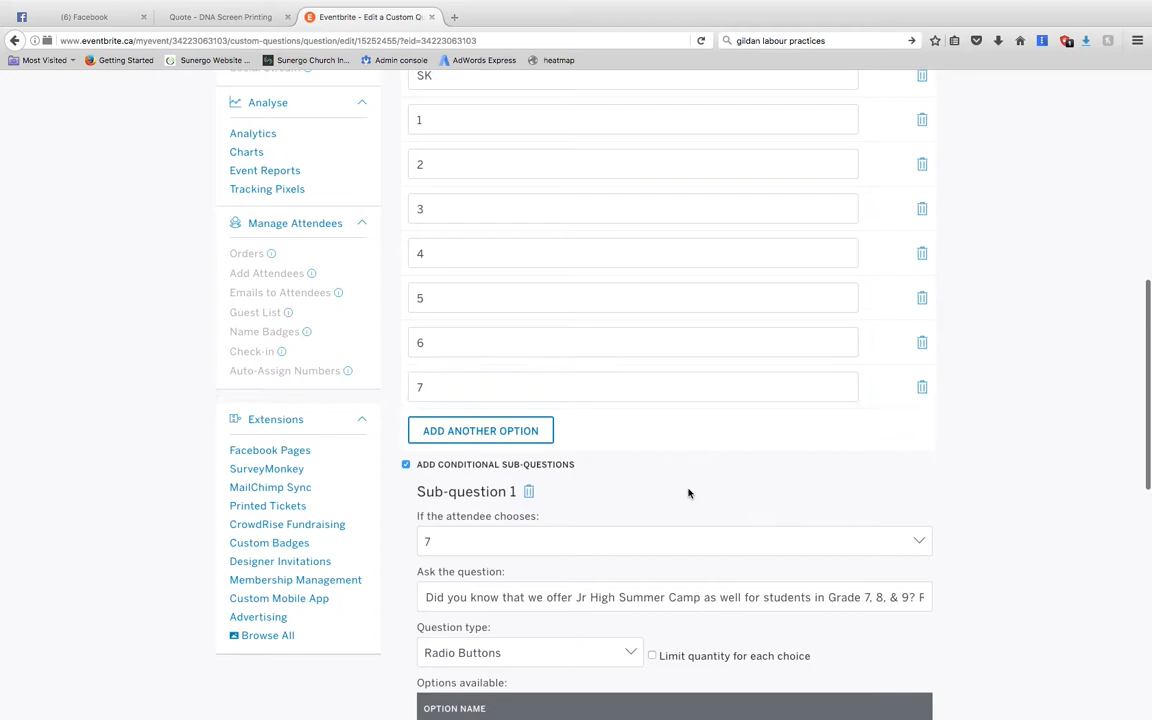 (6) Facebook
Quote - DNA Screen Printing
Eventbrite - Edit a Custom Q
www.eventbrite.ca/myevent/34223063103/custom-questions/question/edit/15252455/?eid=34223063103
gildan labour practices
Most Visited
Getting Started
Sunergo Website ...
Sunergo Church In...
Admin console
AdWords Express
heatmap
SK
Analyse
1
Analytics
Charts
2
Event Reports
Tracking Pixels
3
Manage Attendees
Orders
4
Add Attendees
Emails to Attendees
5
Guest List
Name Badges
6
Check-in
Auto-Assign Numbers
7
Extensions
ADD ANOTHER OPTION
Facebook Pages
SurveyMonkey
ADD CONDITIONAL SUB-QUESTIONS
MailChimp Sync
Sub-question 1
Printed Tickets
If the attendee chooses:
CrowdRise Fundraising
Custom Badges
7
Designer Invitations
Ask the question:
Membership Management
Custom Mobile App
Did you know that we offer Jr High Summer Camp as well for students in Grade 7, 8, & 9?
Advertising
Question type:
Browse All
Radio Buttons
Limit quantity for each choice
Options available:
OPTION NAME